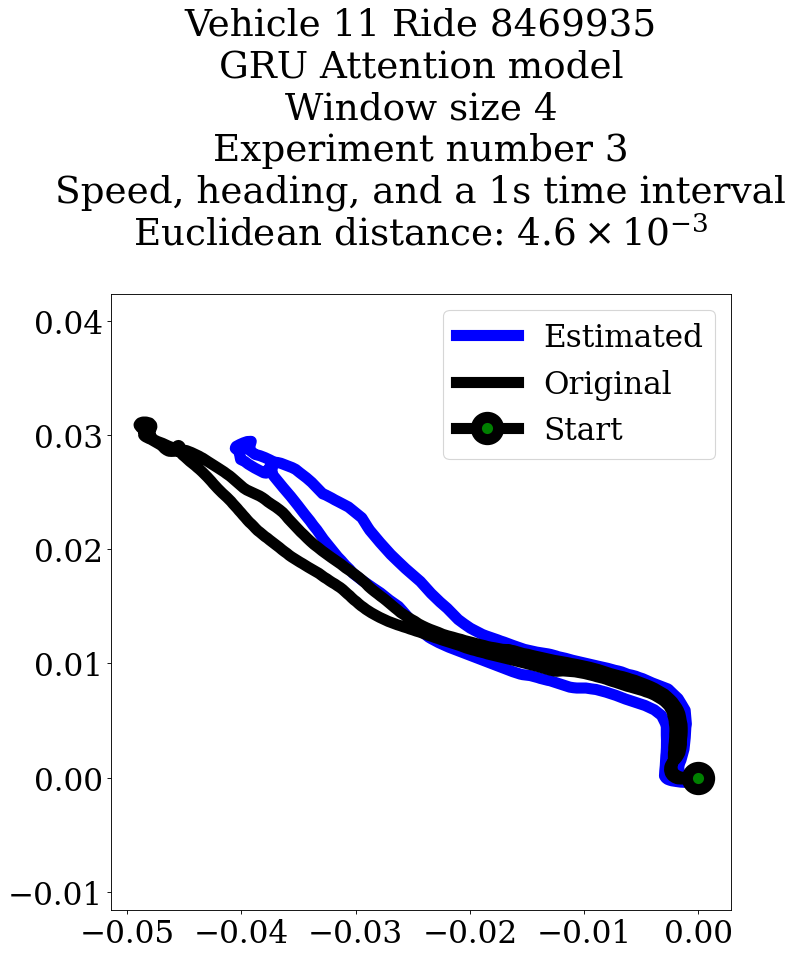 Vehicle 11 Ride 8469935
GRU Attention model
Window size 4
Experiment number 3
Speed, heading, and a 1s time interval
Euclidean distance: 4.6 × 10⁻³
Estimated
Original
Start
0.04
0.03
0.02
0.01
0.00
−0.01
−0.05 −0.04 −0.03 −0.02 −0.01 0.00